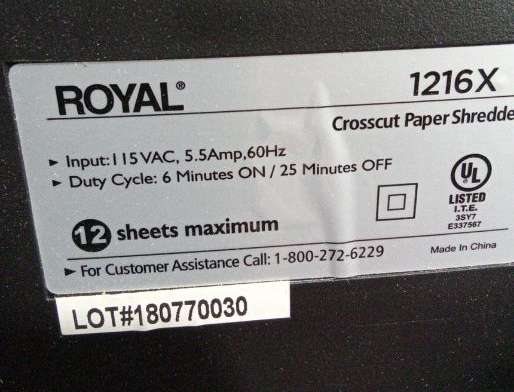 ROYAL® 1216X
Crosscut Paper Shredde
► Input:115VAC, 5.5Amp,60Hz
► Duty Cycle: 6 Minutes ON / 25 Minutes OFF
UL
LISTED
I.T.E.
3SY7
E337567
12 sheets maximum
Made In China
► For Customer Assistance Call: 1-800-272-6229
LOT#180770030